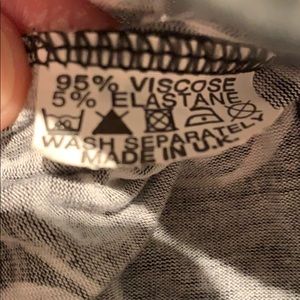 95% VISCOSE
5% ELASTANE
WASH SEPARATELY
MADE IN U.K.